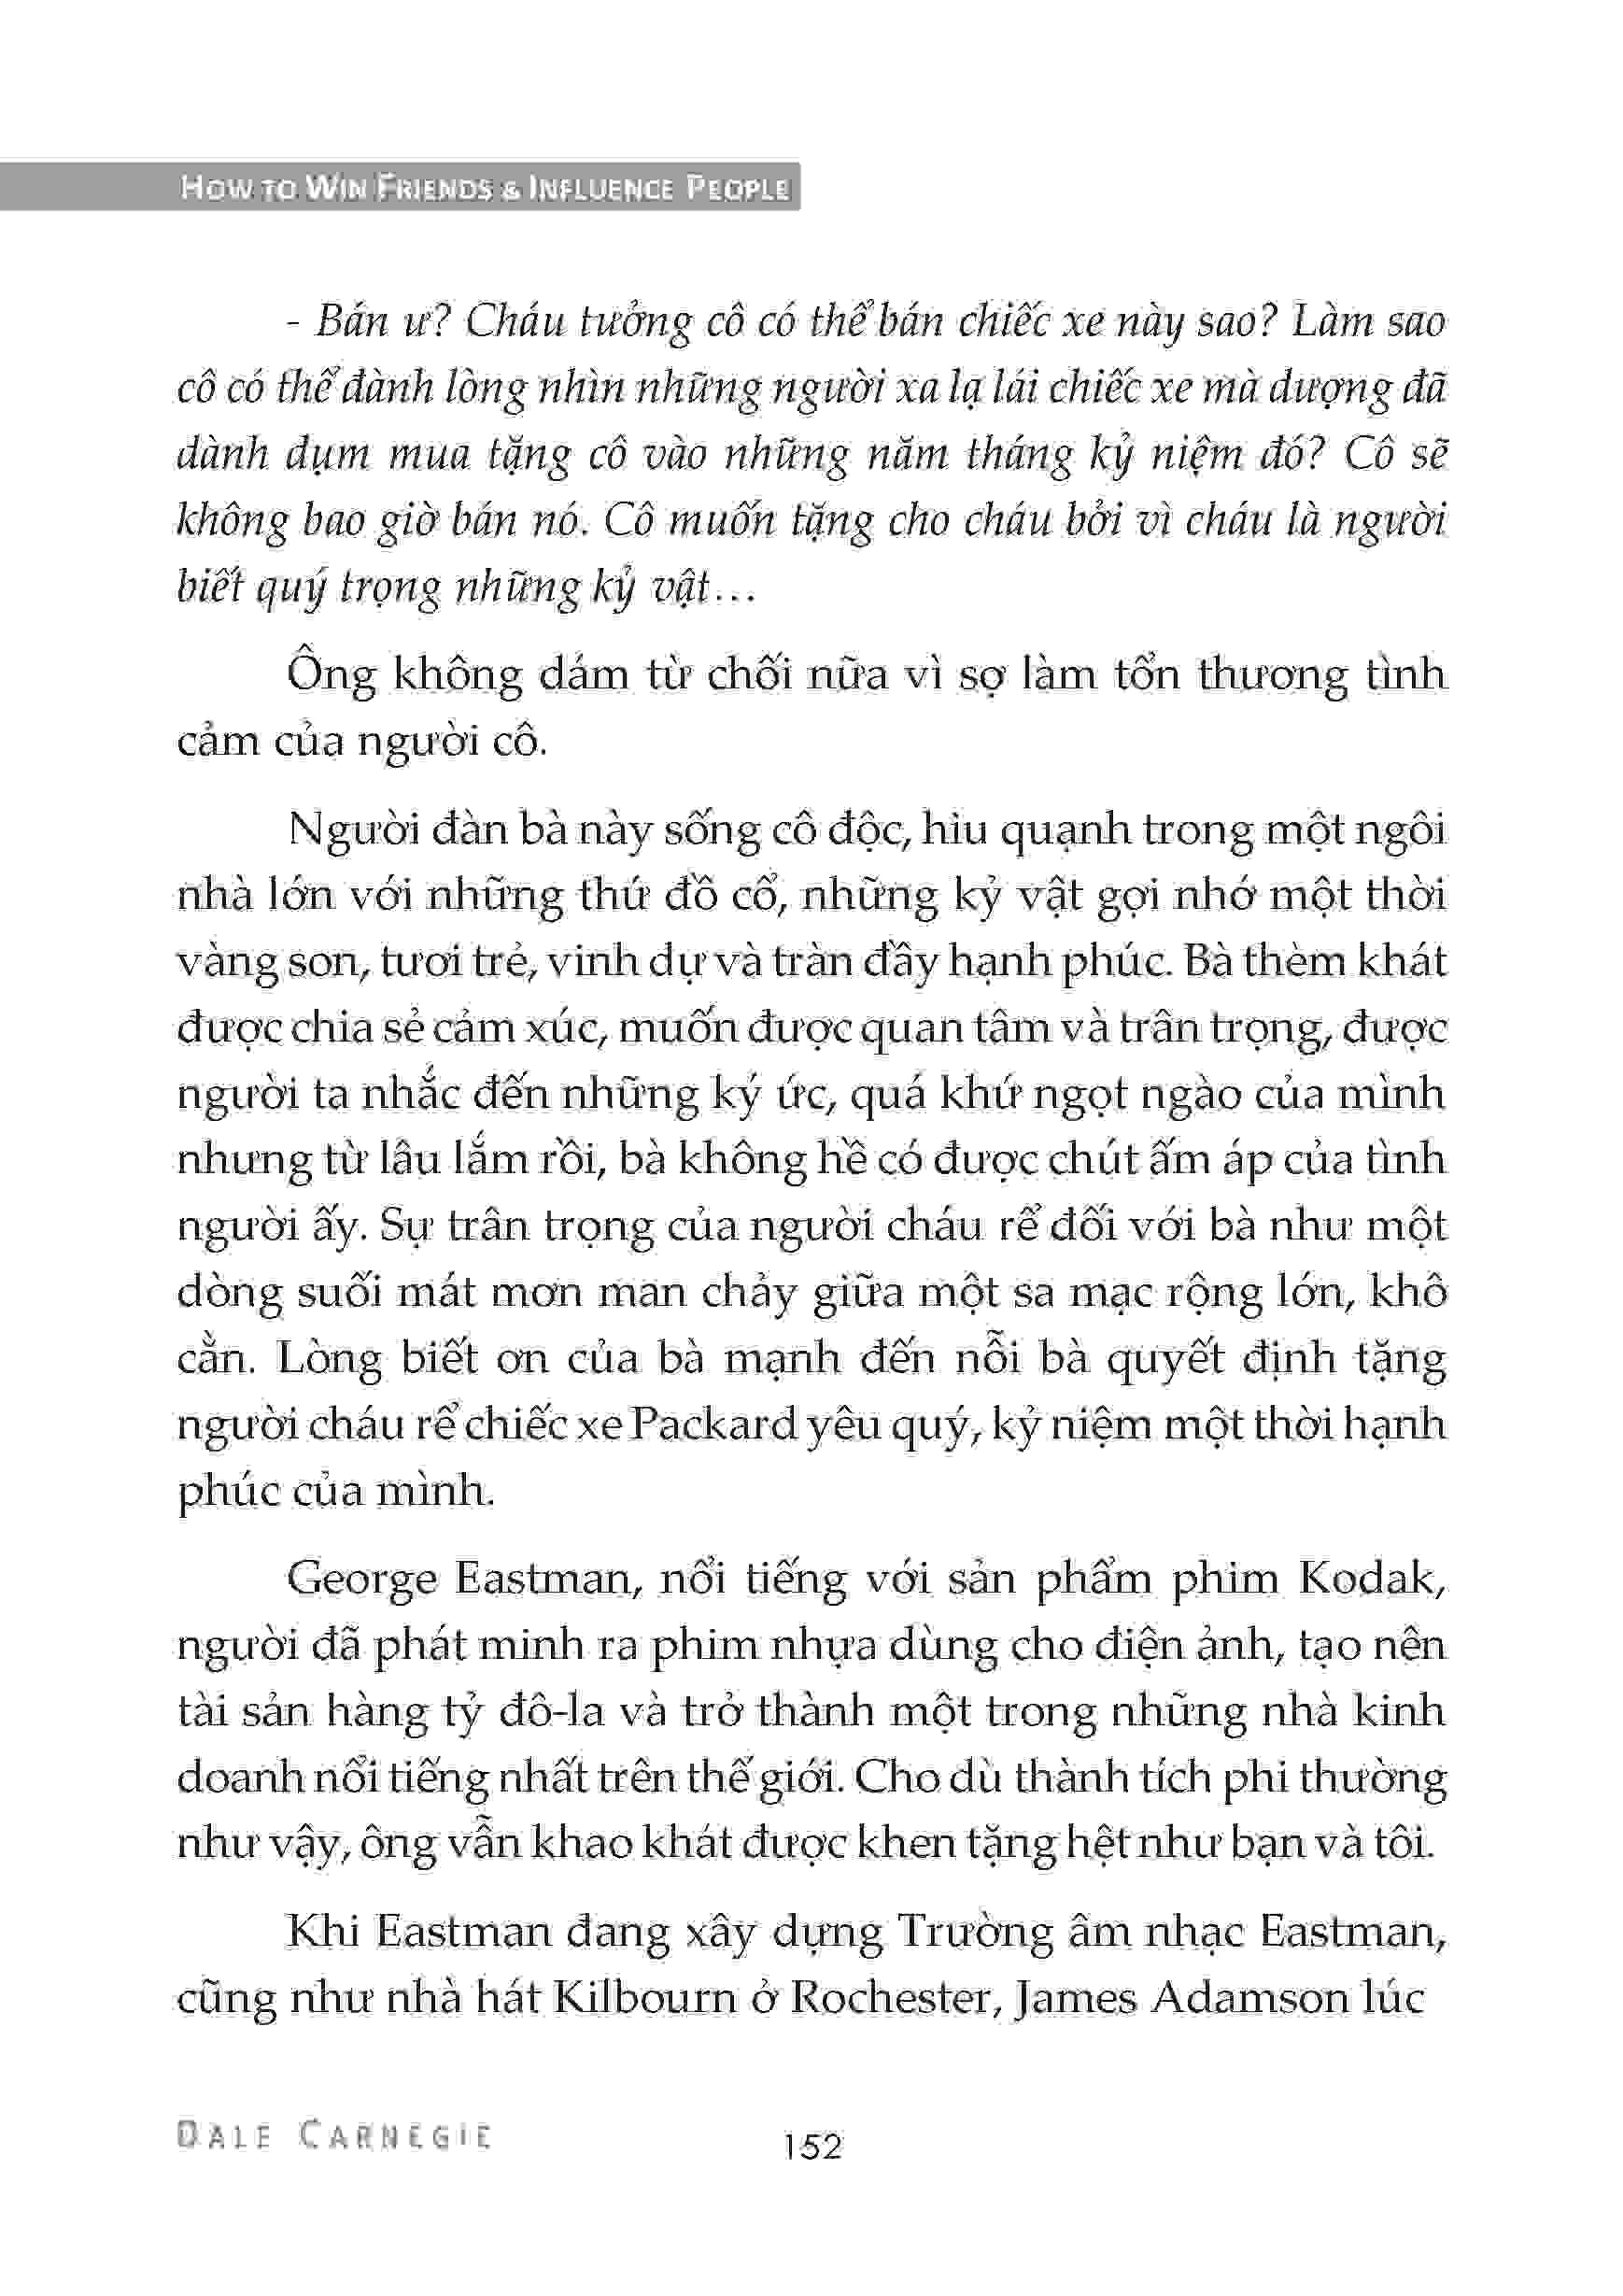 HOW TO WIN FRIENDS & INFLUENCE PEOPLE
- Bán ư? Cháu tưởng cô có thể bán chiếc xe này sao? Làm sao
cô có thể đành lòng nhìn những người xa lạ lái chiếc xe mà dượng đã
dành dụm mua tặng cô vào những năm tháng kỷ niệm đó? Cô sẽ
không bao giờ bán nó. Cô muốn tặng cho cháu bởi vì cháu là người
biết quý trọng những kỷ vật…
Ông không dám từ chối nữa vì sợ làm tổn thương tình
cảm của người cô.
Người đàn bà này sống cô độc, hiu quạnh trong một ngôi
nhà lớn với những thứ đồ cổ, những kỷ vật gợi nhớ một thời
vàng son, tươi trẻ, vinh dự và tràn đầy hạnh phúc. Bà thèm khát
được chia sẻ cảm xúc, muốn được quan tâm và trân trọng, được
người ta nhắc đến những ký ức, quá khứ ngọt ngào của mình
nhưng từ lâu lắm rồi, bà không hề có được chút ấm áp của tình
người ấy. Sự trân trọng của người cháu rể đối với bà như một
dòng suối mát mơn man chảy giữa một sa mạc rộng lớn, khô
cằn. Lòng biết ơn của bà mạnh đến nỗi bà quyết định tặng
người cháu rể chiếc xe Packard yêu quý, kỷ niệm một thời hạnh
phúc của mình.
George Eastman, nổi tiếng với sản phẩm phim Kodak,
người đã phát minh ra phim nhựa dùng cho điện ảnh, tạo nên
tài sản hàng tỷ đô-la và trở thành một trong những nhà kinh
doanh nổi tiếng nhất trên thế giới. Cho dù thành tích phi thường
như vậy, ông vẫn khao khát được khen tặng hệt như bạn và tôi.
Khi Eastman đang xây dựng Trường âm nhạc Eastman,
cũng như nhà hát Kilbourn ở Rochester, James Adamson lúc
DALE CARNEGIE
152